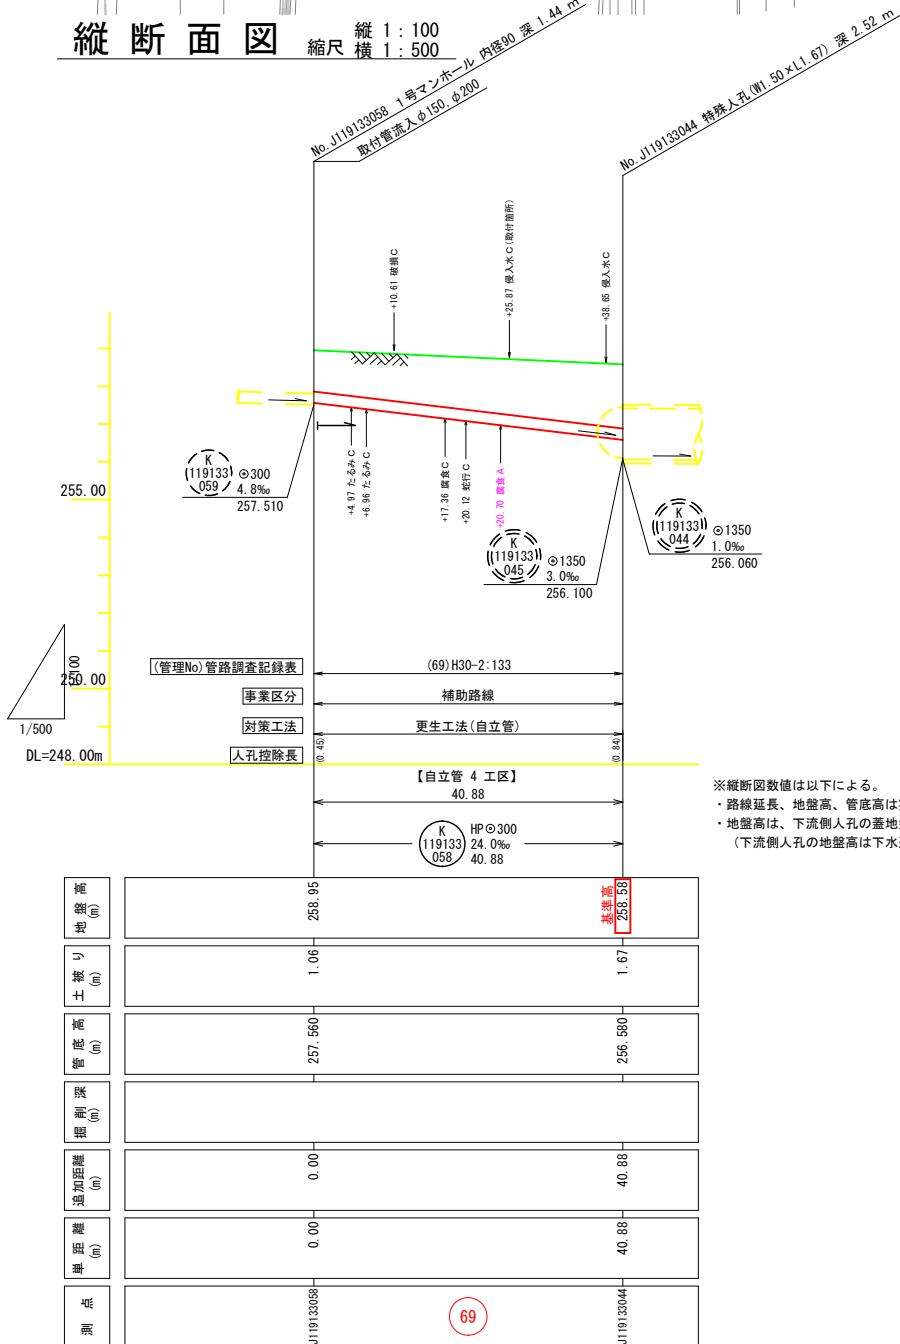 縦断面図 縮尺 縦 1:100 横 1:500
No.J119133058 1号マンホール 内径90 深 1.44 m
取付管流入φ150,φ200
No.J119133044 特殊人孔(W1.50×L1.67) 深 2.52 m
+10.61 破損C
+25.87 侵入水C(取付箇所)
+38.65 侵入水C
K
119133
059
⊙300
4.8‰
257.510
+4.97 たるみC
+6.96 たるみC
+17.36 腐食C
+20.12 蛇行C
+20.70 腐食A
K
119133
045
⊙1350
3.0‰
256.100
K
119133
044
⊙1350
1.0‰
256.060
255.00
250.00
1/100
1/500
DL=248.00m
(管理No)管路調査記録表
(69)H30-2:133
事業区分
補助路線
対策工法
更生工法(自立管)
人孔控除長
(0.45)
(0.84)
【自立管 4 工区】
40.88
K
119133
058
HP⊙300
24.0‰
40.88
※縦断図数値は以下による。
・路線延長、地盤高、管底高は
・地盤高は、下流側人孔の蓋地
(下流側人孔の地盤高は下水
地盤高(m)
258.95
基準高
258.58
土被り(m)
1.06
1.67
管底高(m)
257.560
256.580
掘削深(m)
追加距離(m)
0.00
40.88
単距離(m)
0.00
40.88
測点
J119133058
69
J119133044